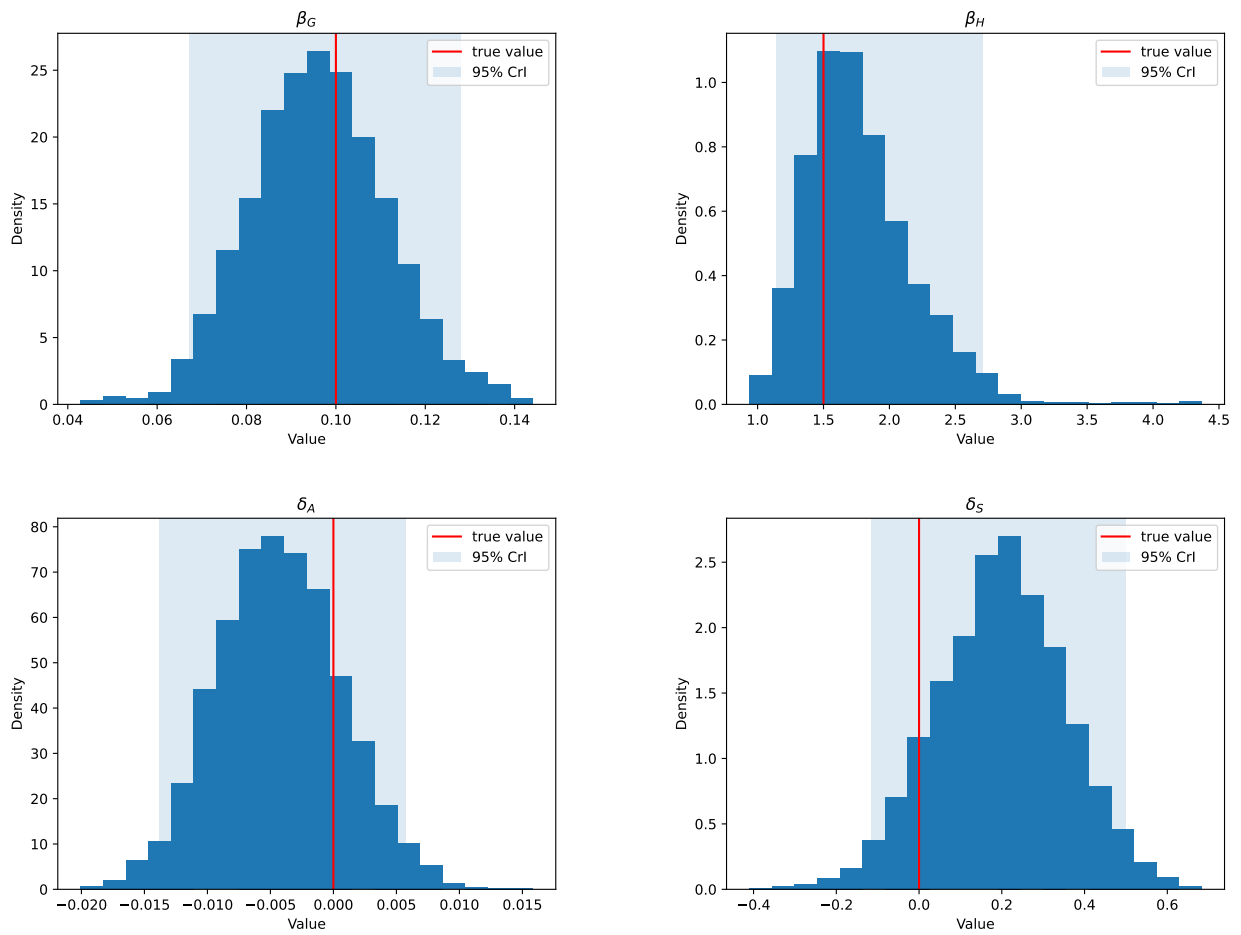 β_G
true value
95% CrI
25
20
15
10
5
0
Density
0.04 0.06 0.08 0.10 0.12 0.14
Value
β_H
true value
95% CrI
1.0
0.8
0.6
0.4
0.2
0.0
Density
1.0 1.5 2.0 2.5 3.0 3.5 4.0 4.5
Value
δ_A
true value
95% CrI
80
70
60
50
40
30
20
10
0
Density
−0.020 −0.015 −0.010 −0.005 0.000 0.005 0.010 0.015
Value
δ_S
true value
95% CrI
2.5
2.0
1.5
1.0
0.5
0.0
Density
−0.4 −0.2 0.0 0.2 0.4 0.6
Value